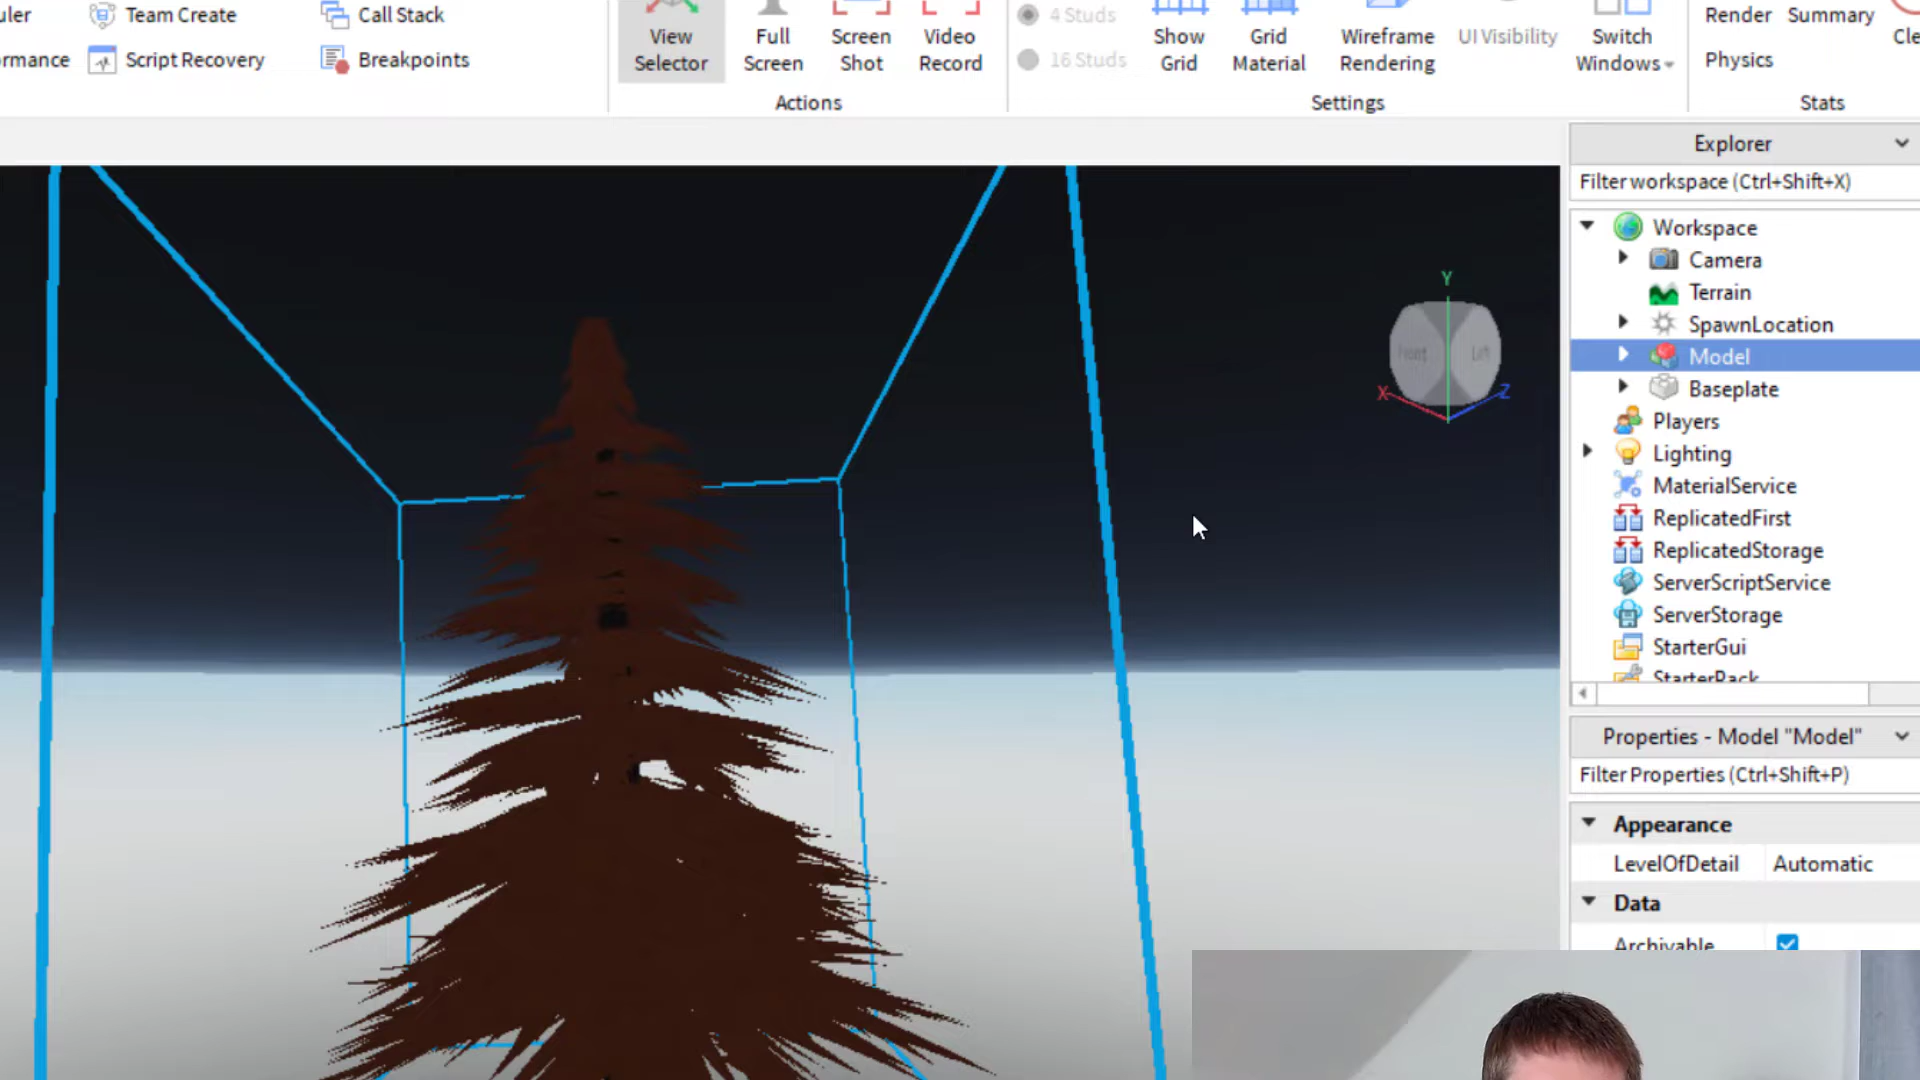 Team Create
Call Stack
Script Recovery
Breakpoints
View Selector
Full Screen
Screen Shot
Video Record
Actions
4 Studs
16 Studs
Show Grid
Grid Material
Wireframe Rendering
UI Visibility
Switch Windows
Settings
Render
Summary
Physics
Stats
Explorer
Filter workspace (Ctrl+Shift+X)
Workspace
Camera
Terrain
SpawnLocation
Model
Baseplate
Players
Lighting
MaterialService
ReplicatedFirst
ReplicatedStorage
ServerScriptService
ServerStorage
StarterGui
StarterPack
Y
Front
Left
X
Z
Properties - Model "Model"
Filter Properties (Ctrl+Shift+P)
Appearance
LevelOfDetail Automatic
Data
Archivable